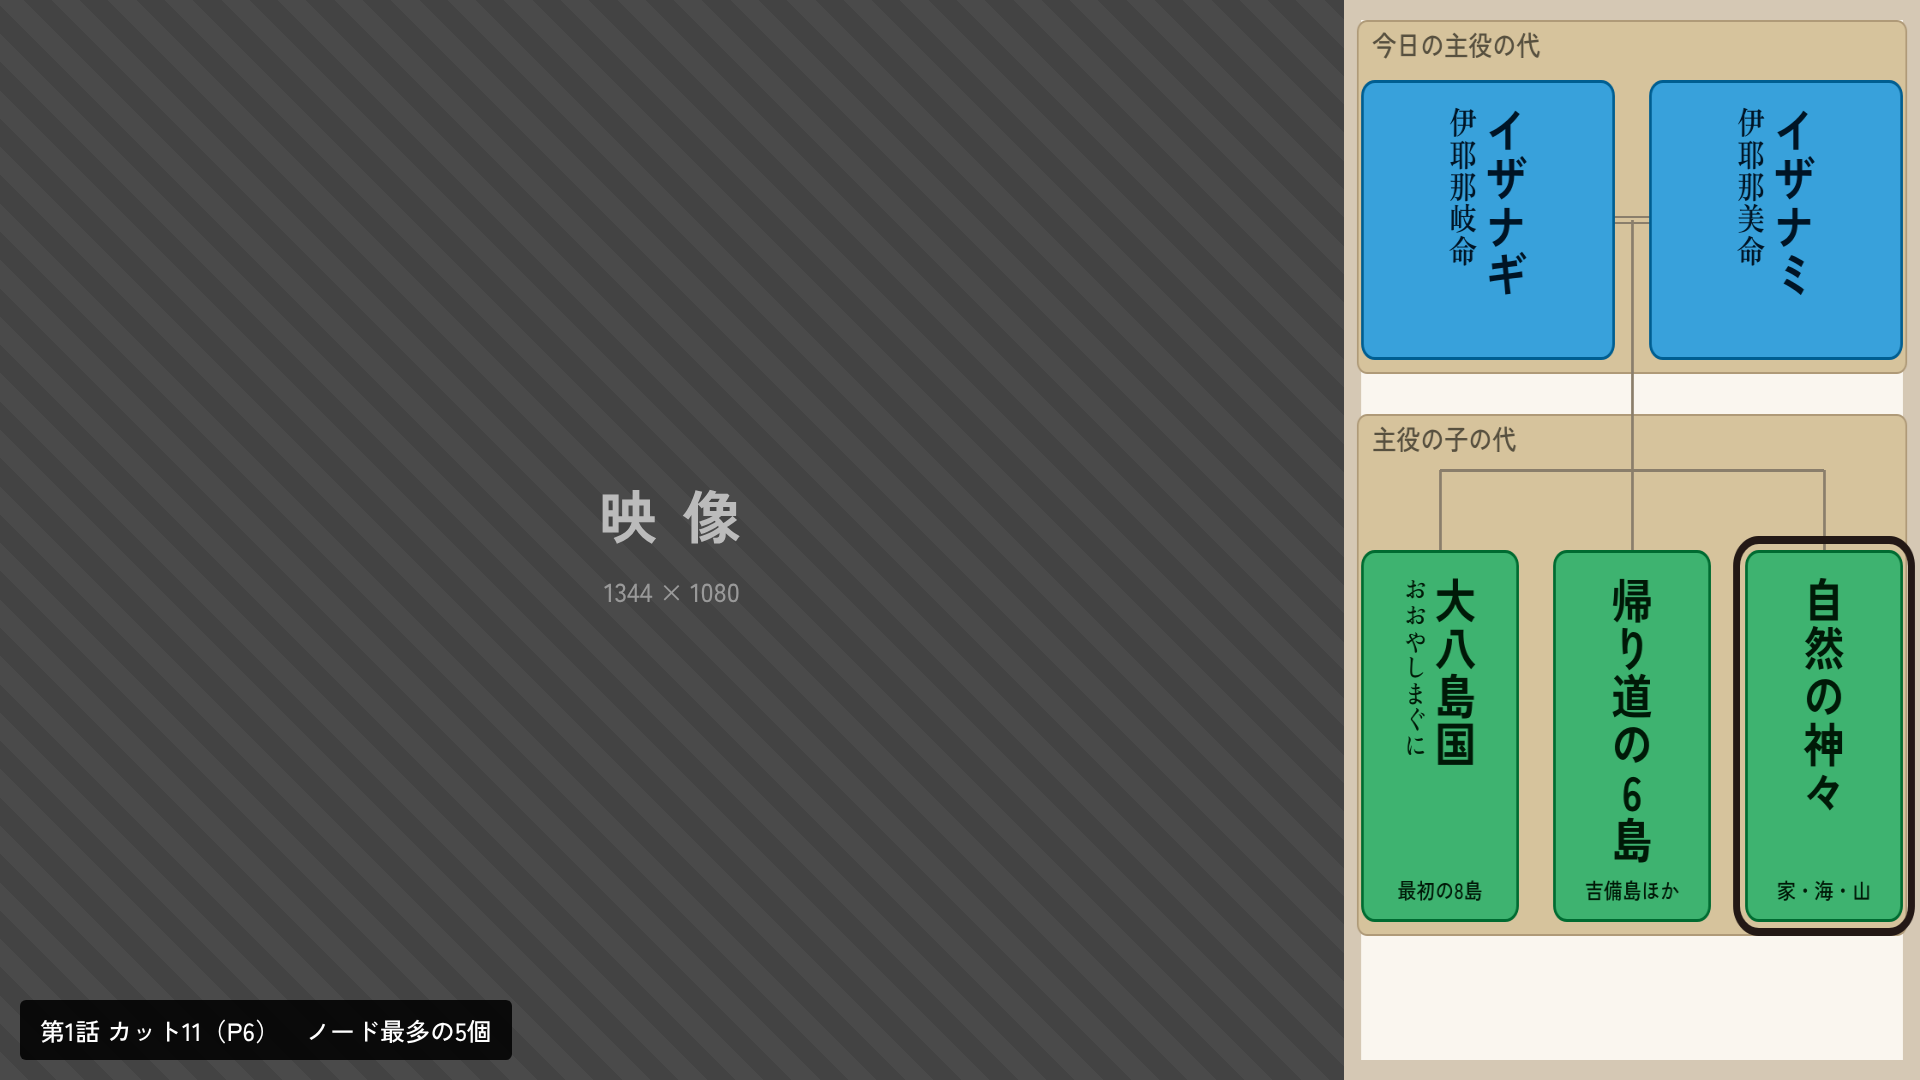 映像
1344 × 1080
第1話 カット11（P6） ノード最多の5個
今日の主役の代
イザナギ
伊耶那岐命
イザナミ
伊耶那美命
主役の子の代
大八島国
おおやしまぐに
最初の8島
帰り道の6島
吉備島ほか
自然の神々
家・海・山